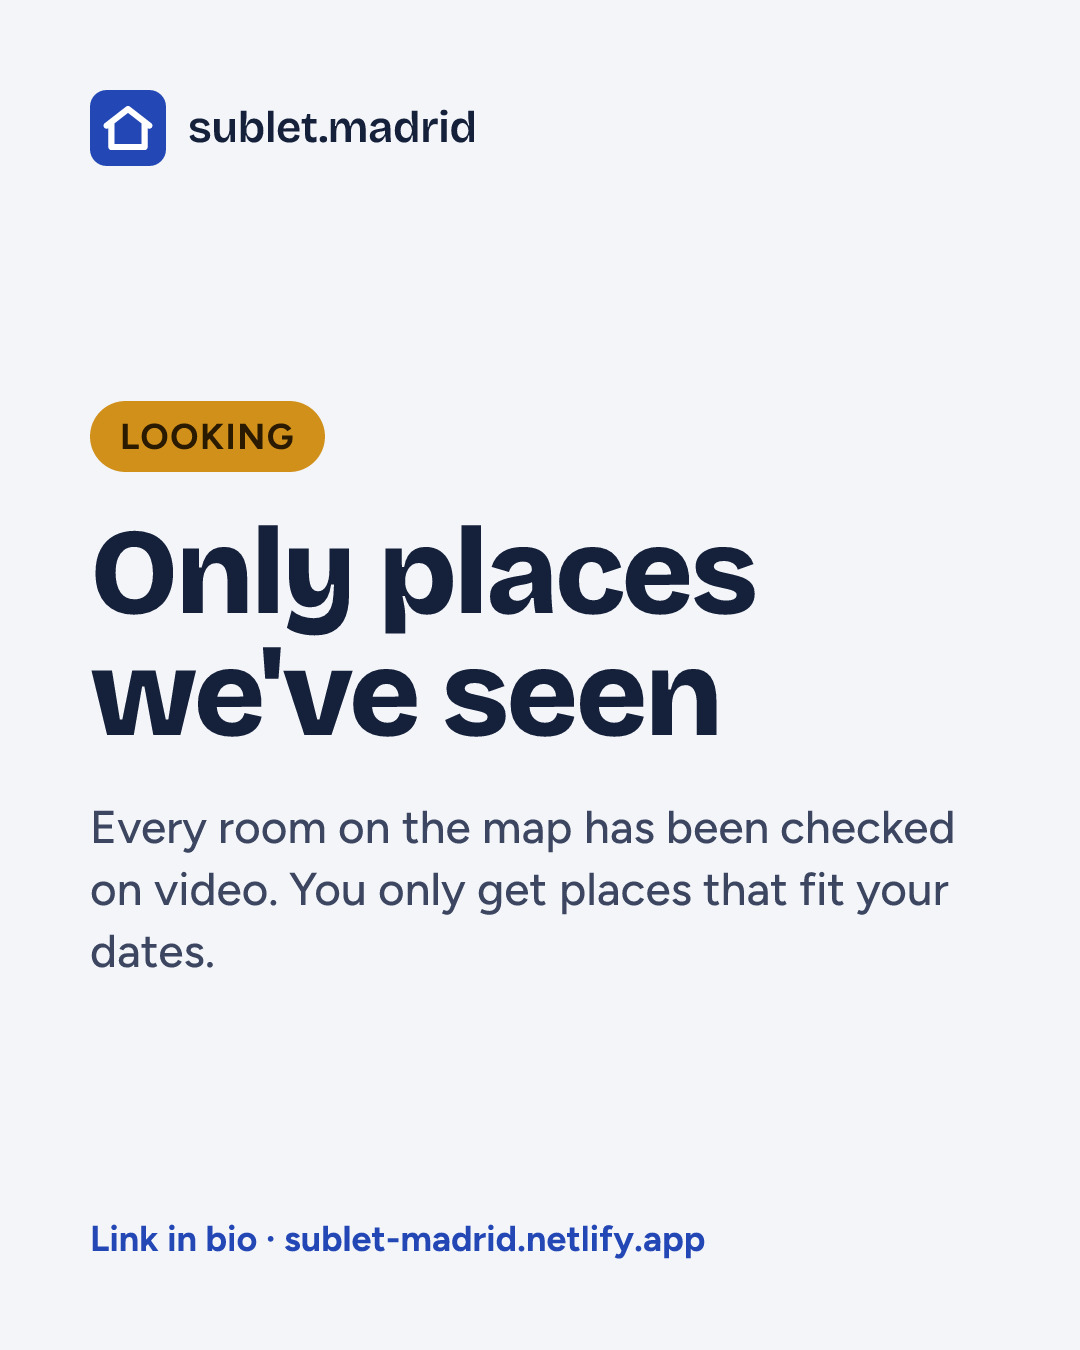 sublet.madrid
LOOKING
Only places
we've seen
Every room on the map has been checked
on video. You only get places that fit your
dates.
Link in bio · sublet-madrid.netlify.app